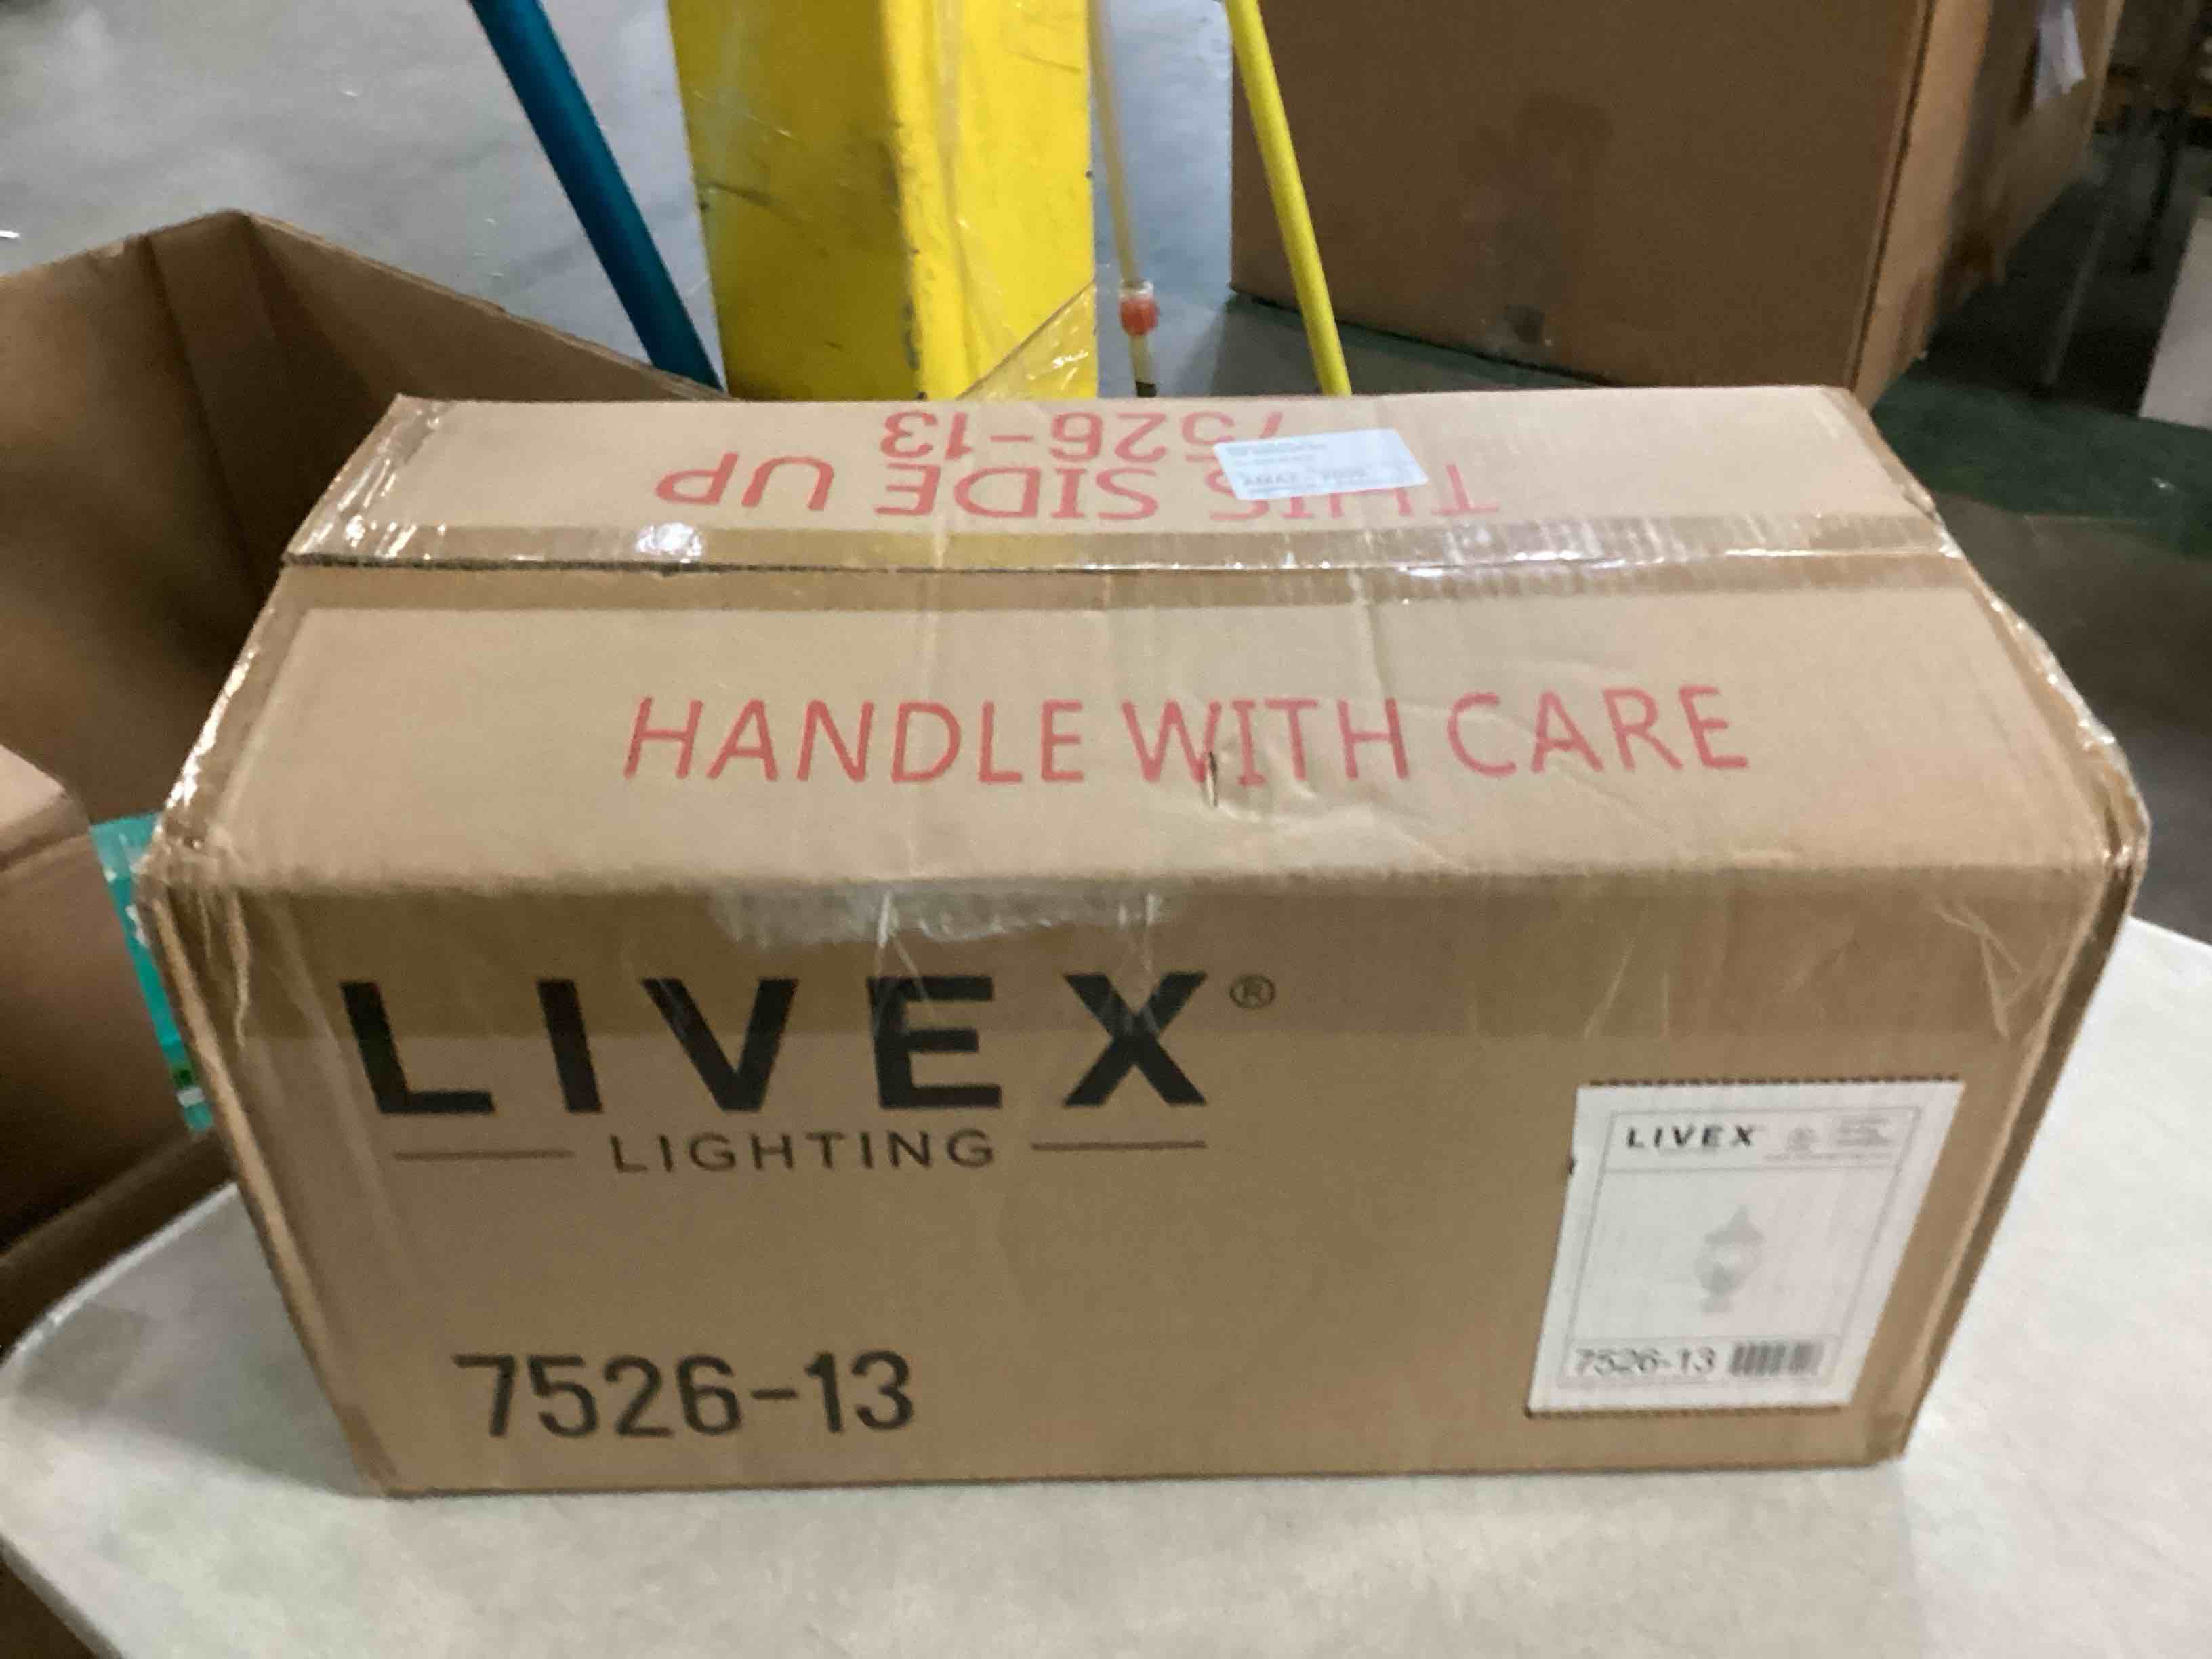 7526-13
THIS SIDE UP
HANDLE WITH CARE
LIVEX®
LIGHTING
7526-13
LIVEX
7526-13